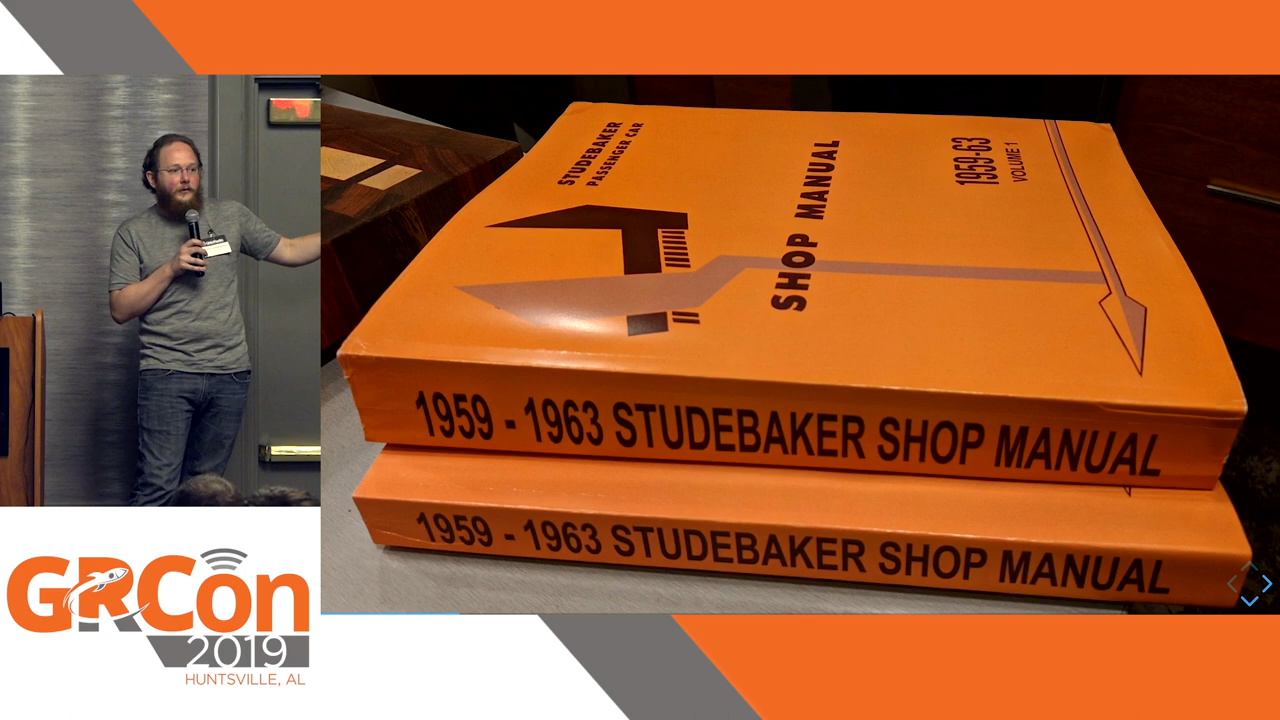 STUDEBAKER
PASSENGER CAR
SHOP MANUAL
1959-63
VOLUME 1
1959 - 1963 STUDEBAKER SHOP MANUAL
1959 - 1963 STUDEBAKER SHOP MANUAL
GRCon
2019
HUNTSVILLE, AL